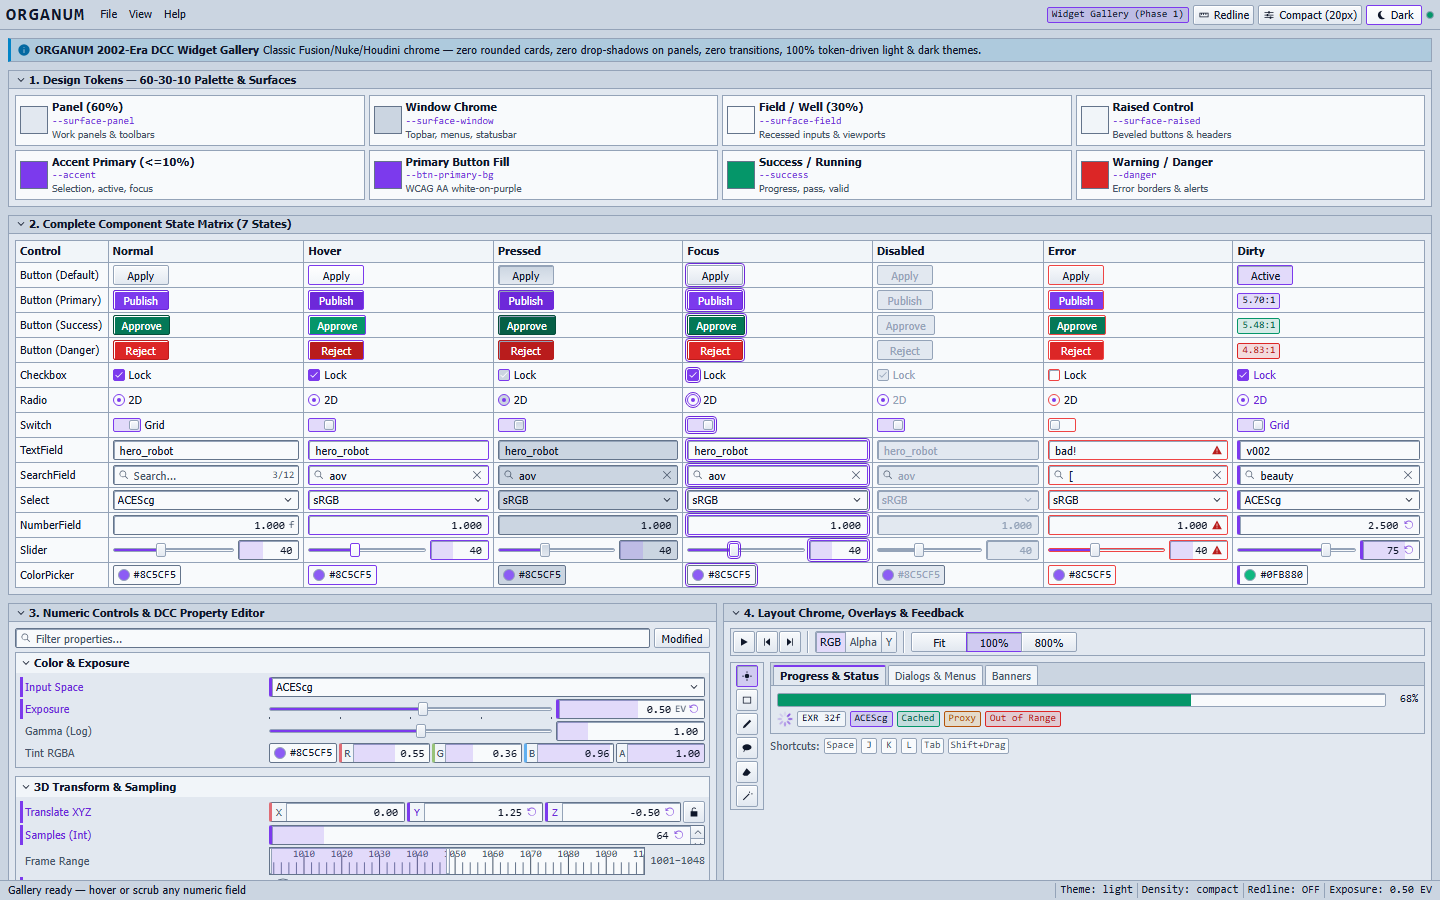 ORGANUM File View Help Widget Gallery (Phase 1) Redline Compact (20px) Dark
ORGANUM 2002-Era DCC Widget Gallery Classic Fusion/Nuke/Houdini chrome — zero rounded cards, zero drop-shadows on panels, zero transitions, 100% token-driven light & dark themes.
1. Design Tokens — 60-30-10 Palette & Surfaces
Panel (60%)
--surface-panel
Work panels & toolbars
Window Chrome
--surface-window
Topbar, menus, statusbar
Field / Well (30%)
--surface-field
Recessed inputs & viewports
Raised Control
--surface-raised
Beveled buttons & headers
Accent Primary (<=10%)
--accent
Selection, active, focus
Primary Button Fill
--btn-primary-bg
WCAG AA white-on-purple
Success / Running
--success
Progress, pass, valid
Warning / Danger
--danger
Error borders & alerts
2. Complete Component State Matrix (7 States)
Control Normal Hover Pressed Focus Disabled Error Dirty
Button (Default) Apply Apply Apply Apply Apply Apply Active
Button (Primary) Publish Publish Publish Publish Publish Publish 5.70:1
Button (Success) Approve Approve Approve Approve Approve Approve 5.48:1
Button (Danger) Reject Reject Reject Reject Reject Reject 4.83:1
Checkbox Lock Lock Lock Lock Lock Lock Lock
Radio 2D 2D 2D 2D 2D 2D 2D
Switch Grid Grid
TextField hero_robot hero_robot hero_robot hero_robot hero_robot bad! v002
SearchField Search... 3/12 aov aov aov aov [ beauty
Select ACEScg sRGB sRGB sRGB sRGB sRGB ACEScg
NumberField 1.000 f 1.000 1.000 1.000 1.000 1.000 2.500
Slider 40 40 40 40 40 40 75
ColorPicker #8C5CF5 #8C5CF5 #8C5CF5 #8C5CF5 #8C5CF5 #8C5CF5 #0FB880
3. Numeric Controls & DCC Property Editor
Filter properties... Modified
Color & Exposure
Input Space ACEScg
Exposure 0.50 EV
Gamma (Log) 1.00
Tint RGBA #8C5CF5 R 0.55 G 0.36 B 0.96 A 1.00
3D Transform & Sampling
Translate XYZ X 0.00 Y 1.25 Z -0.50
Samples (Int) 64
Frame Range 1010 1020 1030 1040 1050 1060 1070 1080 1090 11 1001–1048
4. Layout Chrome, Overlays & Feedback
RGB Alpha Y Fit 100% 800%
Progress & Status Dialogs & Menus Banners
68%
EXR 32f ACEScg Cached Proxy Out of Range
Shortcuts: Space J K L Tab Shift+Drag
Gallery ready — hover or scrub any numeric field Theme: light Density: compact Redline: OFF Exposure: 0.50 EV